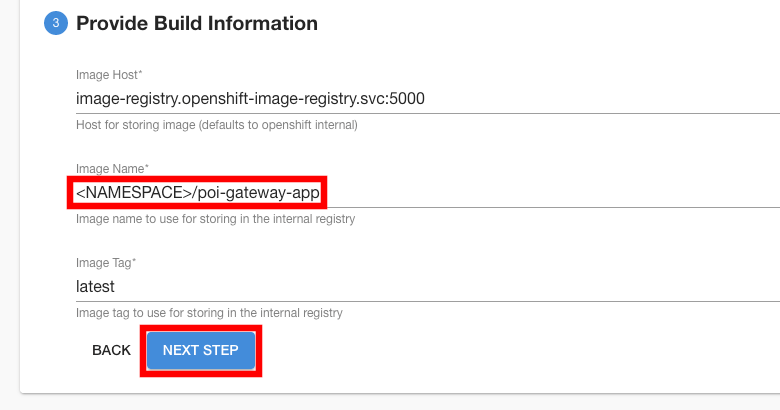 3 Provide Build Information
Image Host*
image-registry.openshift-image-registry.svc:5000
Host for storing image (defaults to openshift internal)
Image Name*
<NAMESPACE>/poi-gateway-app
Image name to use for storing in the internal registry
Image Tag*
latest
Image tag to use for storing in the internal registry
BACK NEXT STEP